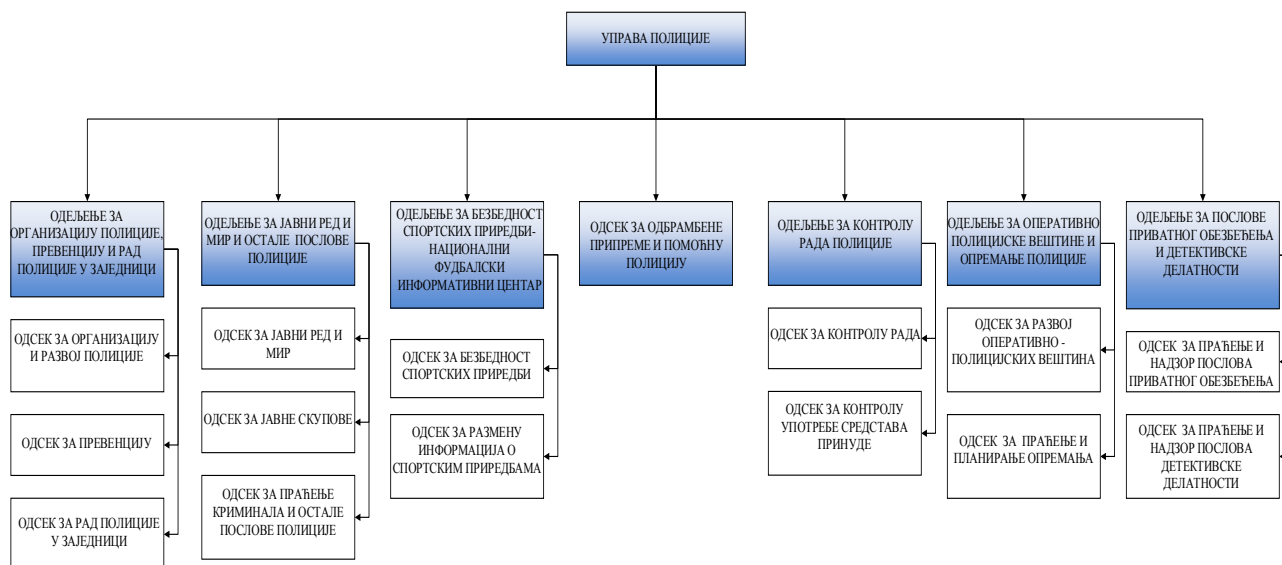 УПРАВА ПОЛИЦИЈЕ
ОДЕЉЕЊЕ ЗА
ОРГАНИЗАЦИЈУ ПОЛИЦИЈЕ,
ПРЕВЕНЦИЈУ И РАД
ПОЛИЦИЈЕ У ЗАЈЕДНИЦИ
ОДСЕК ЗА ОРГАНИЗАЦИЈУ
И РАЗВОЈ ПОЛИЦИЈЕ
ОДСЕК ЗА ПРЕВЕНЦИЈУ
ОДСЕК ЗА РАД ПОЛИЦИЈЕ
У ЗАЈЕДНИЦИ
ОДЕЉЕЊЕ ЗА ЈАВНИ РЕД И
МИР И ОСТАЛЕ ПОСЛОВЕ
ПОЛИЦИЈЕ
ОДСЕК ЗА ЈАВНИ РЕД И
МИР
ОДСЕК ЗА ЈАВНЕ СКУПОВЕ
ОДСЕК ЗА ПРАЋЕЊЕ
КРИМИНАЛА И ОСТАЛЕ
ПОСЛОВЕ ПОЛИЦИЈЕ
ОДЕЉЕЊЕ ЗА БЕЗБЕДНОСТ
СПОРТСКИХ ПРИРЕДБИ-
НАЦИОНАЛНИ
ФУДБАЛСКИ
ИНФОРМАТИВНИ ЦЕНТАР
ОДСЕК ЗА БЕЗБЕДНОСТ
СПОРТСКИХ ПРИРЕДБИ
ОДСЕК ЗА РАЗМЕНУ
ИНФОРМАЦИЈА О
СПОРТСКИМ ПРИРЕДБАМА
ОДСЕК ЗА ОДБРАМБЕНЕ
ПРИПРЕМЕ И ПОМОЋНУ
ПОЛИЦИЈУ
ОДЕЉЕЊЕ ЗА КОНТРОЛУ
РАДА ПОЛИЦИЈЕ
ОДСЕК ЗА КОНТРОЛУ РАДА
ОДСЕК ЗА КОНТРОЛУ
УПОТРЕБЕ СРЕДСТАВА
ПРИНУДЕ
ОДЕЉЕЊЕ ЗА ОПЕРАТИВНО
ПОЛИЦИЈСКЕ ВЕШТИНЕ И
ОПРЕМАЊЕ ПОЛИЦИЈЕ
ОДСЕК ЗА РАЗВОЈ
ОПЕРАТИВНО -
ПОЛИЦИЈСКИХ ВЕШТИНА
ОДСЕК ЗА ПРАЋЕЊЕ И
ПЛАНИРАЊЕ ОПРЕМАЊА
ОДЕЉЕЊЕ ЗА ПОСЛОВЕ
ПРИВАТНОГ ОБЕЗБЕЂЕЊА
И ДЕТЕКТИВСКЕ
ДЕЛАТНОСТИ
ОДСЕК ЗА ПРАЋЕЊЕ И
НАДЗОР ПОСЛОВА
ПРИВАТНОГ ОБЕЗБЕЂЕЊА
ОДСЕК ЗА ПРАЋЕЊЕ И
НАДЗОР ПОСЛОВА
ДЕТЕКТИВСКЕ
ДЕЛАТНОСТИ